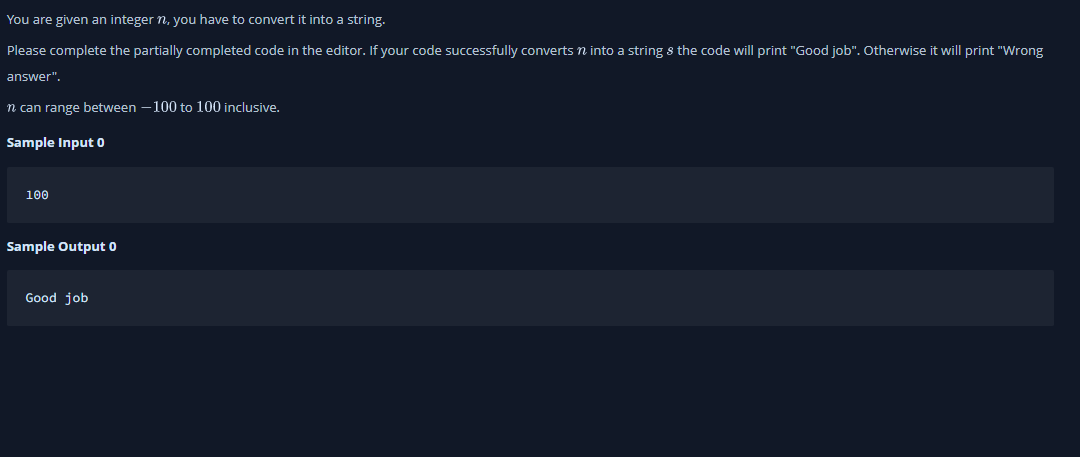 You are given an integer n, you have to convert it into a string.
Please complete the partially completed code in the editor. If your code successfully converts n into a string s the code will print "Good job". Otherwise it will print "Wrong
answer".
n can range between −100 to 100 inclusive.
Sample Input 0
100
Sample Output 0
Good job